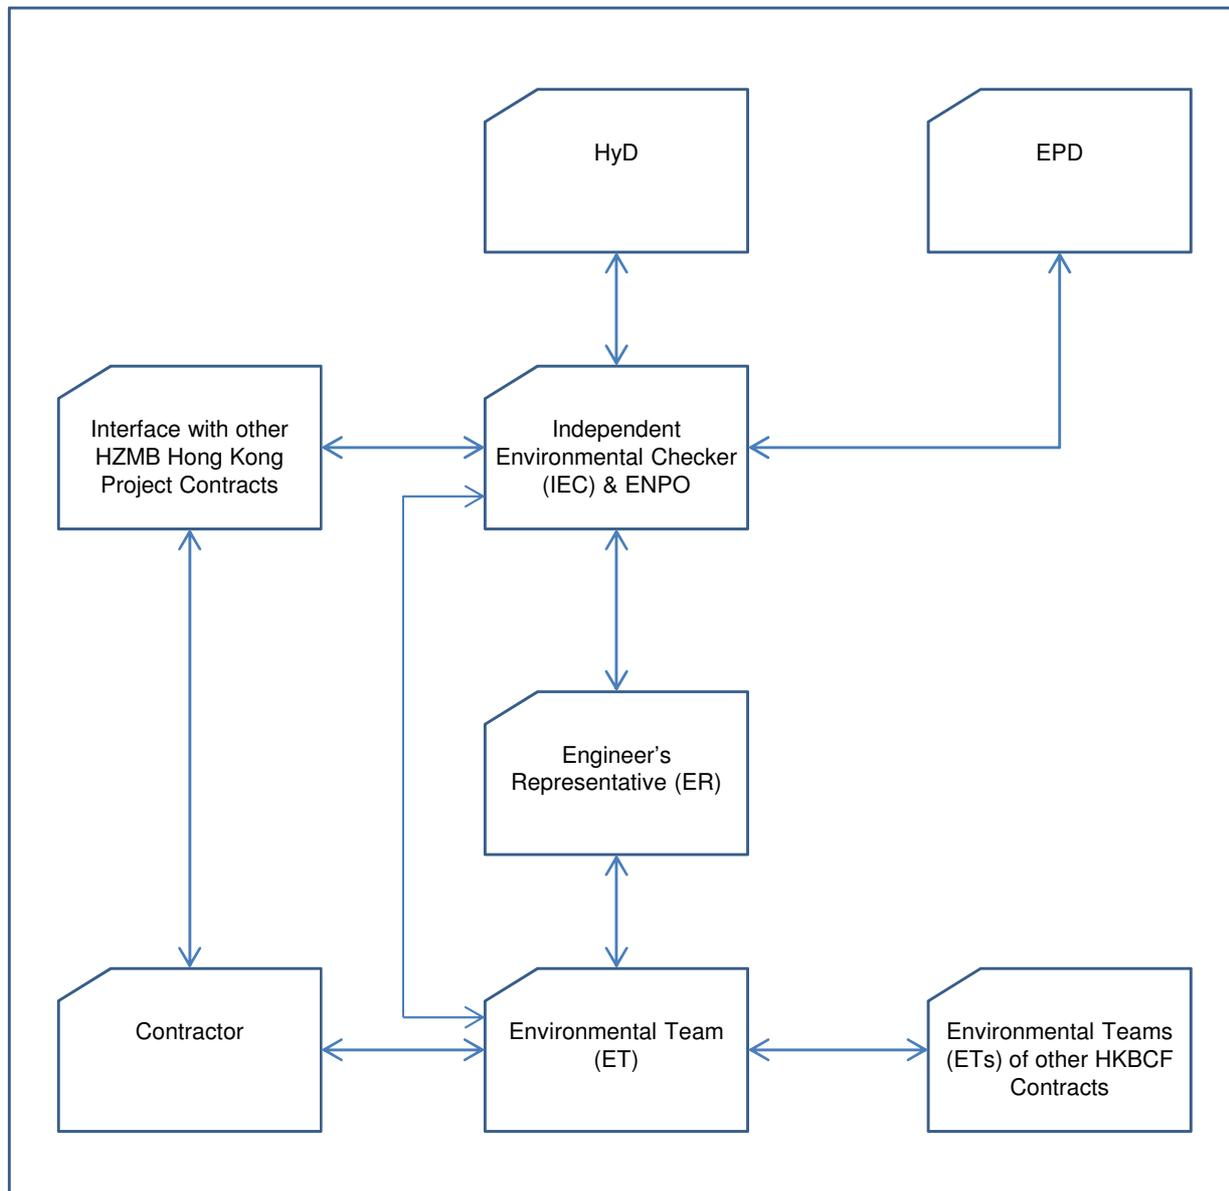 HyD
EPD
Interface with other
HZMB Hong Kong
Project Contracts
Independent
Environmental Checker
(IEC) & ENPO
Engineer’s
Representative (ER)
Contractor
Environmental Team
(ET)
Environmental Teams
(ETs) of other HKBCF
Contracts